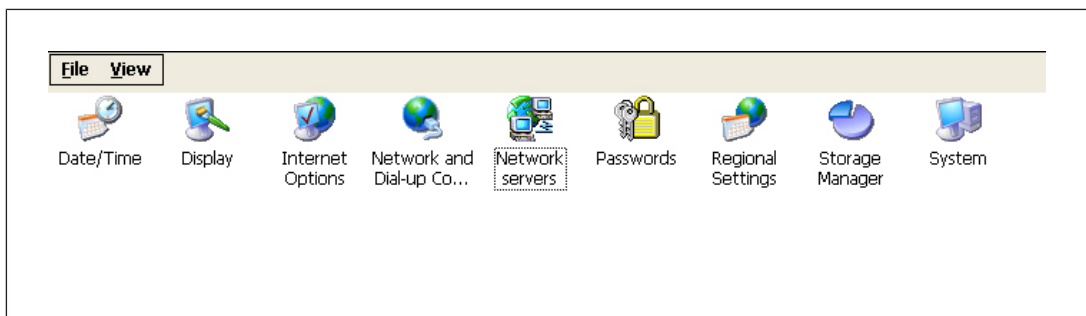 File View
Date/Time Display Internet Options Network and Dial-up Co... Network servers Passwords Regional Settings Storage Manager System